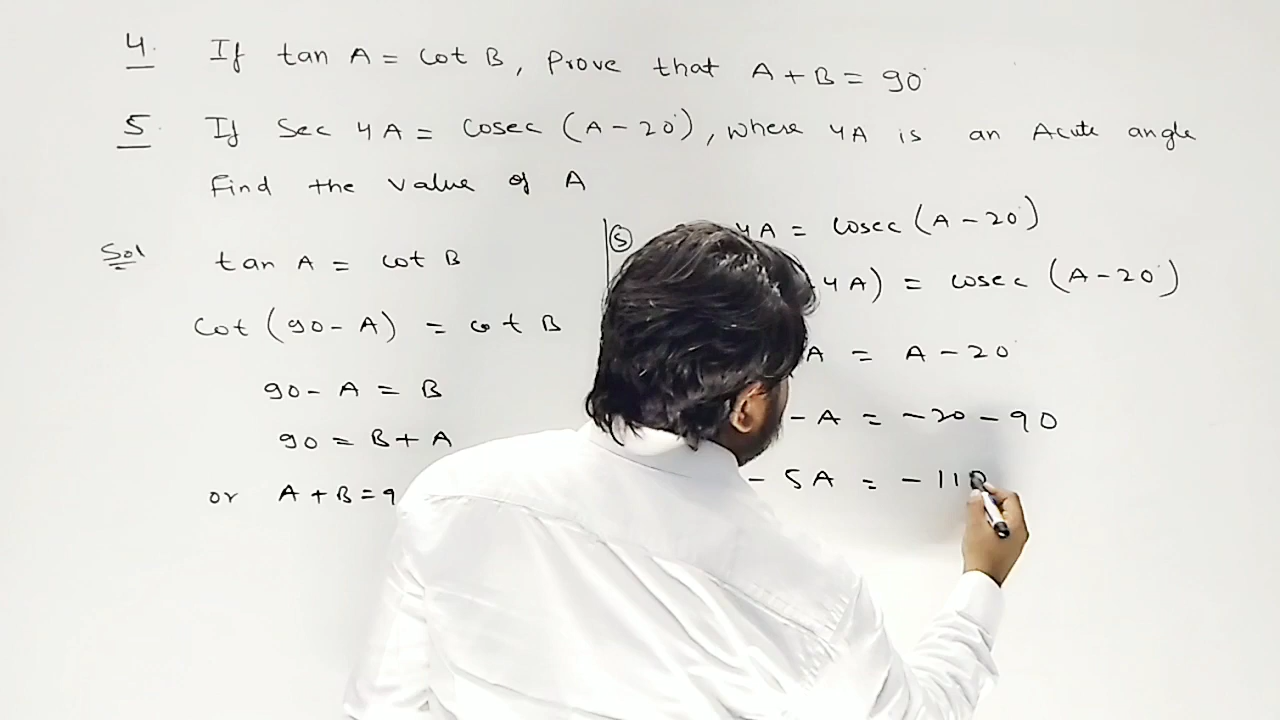 4. If tan A = cot B, Prove that A + B = 90°
5. If Sec 4A = Cosec (A - 20°), where 4A is an Acute angle
Find the value of A
Sol tan A = cot B
Cot (90 - A) = cot B
90 - A = B
90 = B + A
or A + B = 9
(5) 4A = cosec (A - 20°)
4A) = cosec (A - 20°)
A = A - 20°
- A = -20 - 90
- 5A = - 110